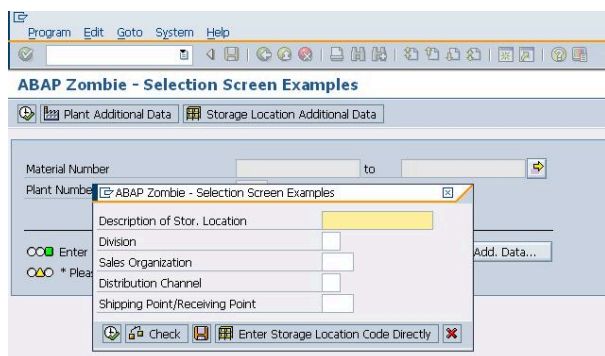 Program Edit Goto System Help
ABAP Zombie - Selection Screen Examples
Plant Additional Data Storage Location Additional Data
Material Number to
Plant Numbe
ABAP Zombie - Selection Screen Examples
Description of Stor. Location
Division
Sales Organization
Distribution Channel
Shipping Point/Receiving Point
Enter Add. Data...
* Plea
Check Enter Storage Location Code Directly